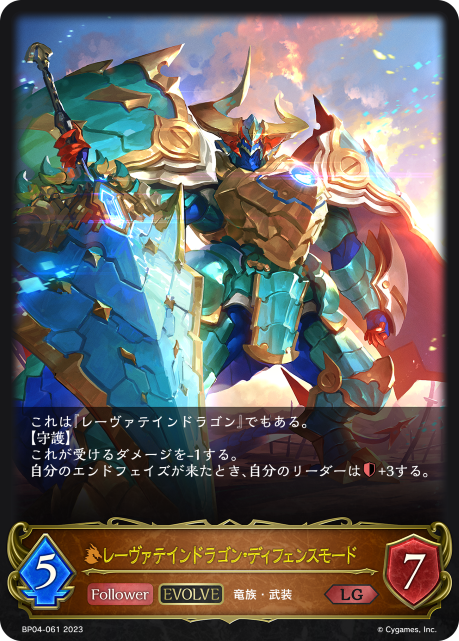 これは『レーヴァテインドラゴン』でもある。
【守護】
これが受けるダメージを-1する。
自分のエンドフェイズが来たとき、自分のリーダーは+3する。
レーヴァテインドラゴン・ディフェンスモード
5
Follower EVOLVE 竜族・武装 LG
7
BP04-061 2023
© Cygames, Inc.